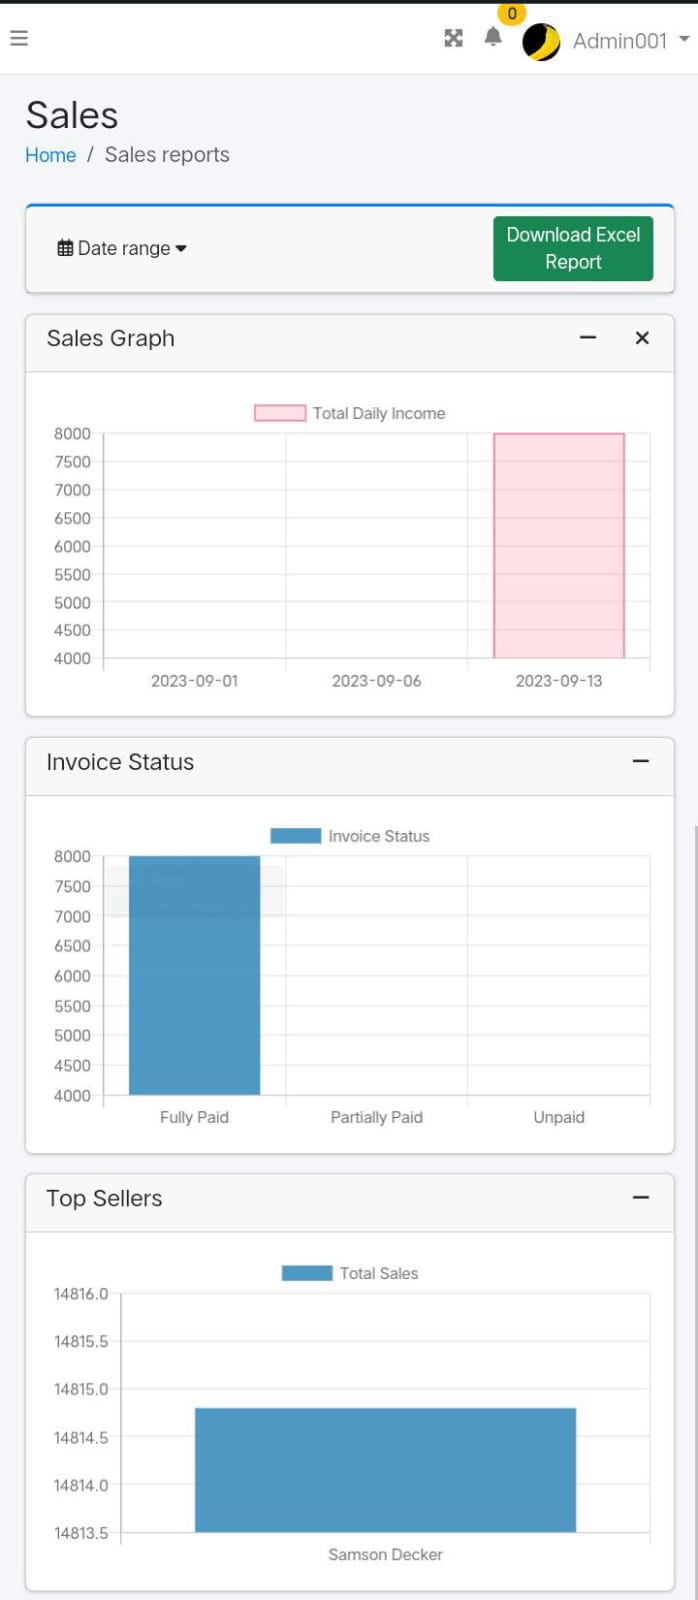 0
Admin001
Sales
Home / Sales reports
Date range
Download Excel
Report
Sales Graph
Total Daily Income
8000
7500
7000
6500
6000
5500
5000
4500
4000
2023-09-01 2023-09-06 2023-09-13
Invoice Status
Invoice Status
8000
7500
7000
6500
6000
5500
5000
4500
4000
Fully Paid Partially Paid Unpaid
Top Sellers
Total Sales
14816.0
14815.5
14815.0
14814.5
14814.0
14813.5
Samson Decker